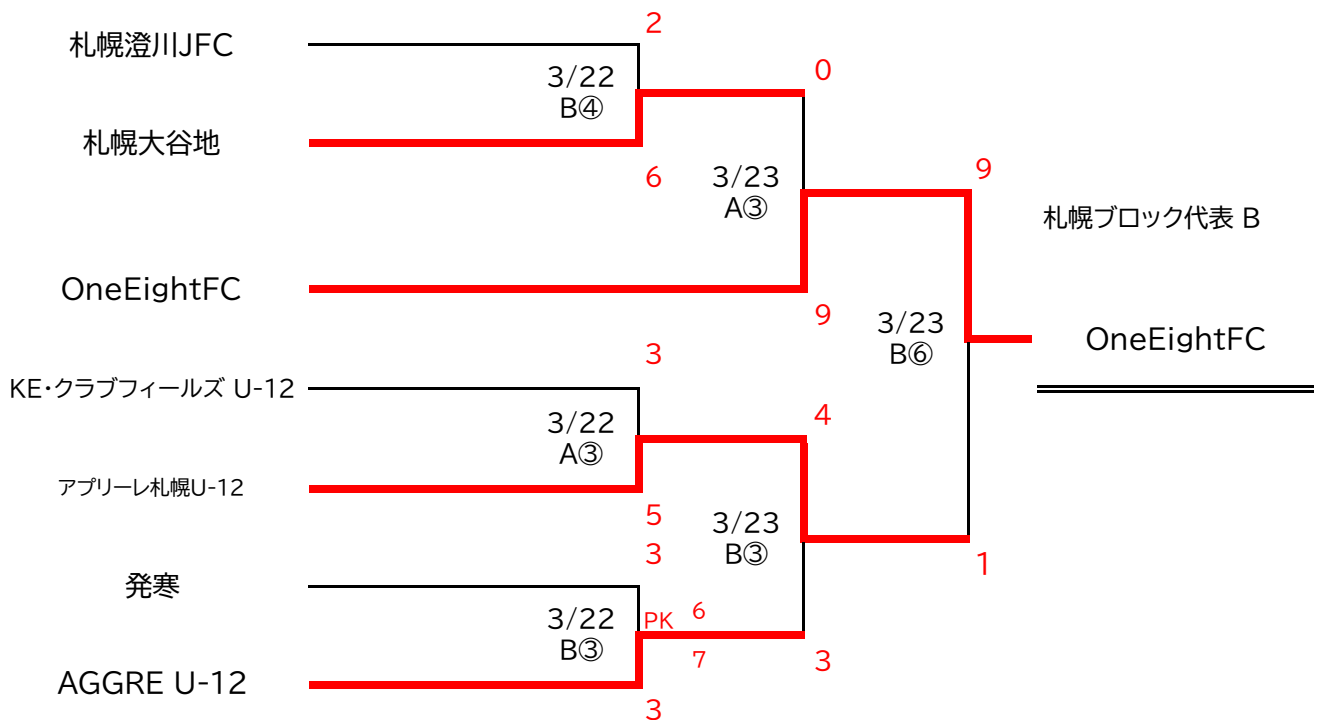 札幌澄川JFC
2
3/22
B④
0
札幌大谷地
6
3/23
A③
9
札幌ブロック代表 B
OneEightFC
9
3/23
B⑥
OneEightFC
3
KE・クラブフィールズ U-12
3/22
A③
4
アプリーレ札幌U-12
5
3/23
B③
3
1
発寒
3/22
B③
PK 6
7
3
AGGRE U-12
3